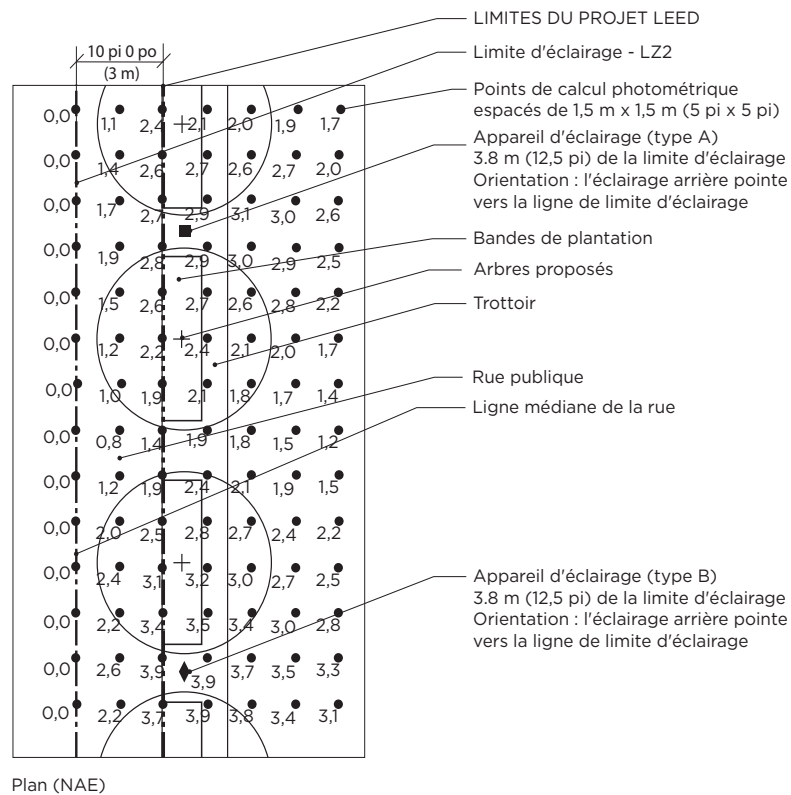 LIMITES DU PROJET LEED
10 pi 0 po
(3 m)
Limite d'éclairage - LZ2
Points de calcul photométrique
espacés de 1,5 m x 1,5 m (5 pi x 5 pi)
Appareil d'éclairage (type A)
3.8 m (12,5 pi) de la limite d'éclairage
Orientation : l'éclairage arrière pointe
vers la ligne de limite d'éclairage
Bandes de plantation
Arbres proposés
Trottoir
Rue publique
Ligne médiane de la rue
Appareil d'éclairage (type B)
3.8 m (12,5 pi) de la limite d'éclairage
Orientation : l'éclairage arrière pointe
vers la ligne de limite d'éclairage
0,0 1,1 2,4 2,1 2,0 1,9 1,7
0,0 1,4 2,6 2,7 2,6 2,7 2,0
0,0 1,7 2,7 2,9 3,1 3,0 2,6
0,0 1,9 2,8 2,9 3,0 2,9 2,5
0,0 1,5 2,6 2,7 2,6 2,8 2,2
0,0 1,2 2,2 2,4 2,1 2,0 1,7
0,0 1,0 1,9 2,1 1,8 1,7 1,4
0,0 0,8 1,4 1,9 1,8 1,5 1,2
0,0 1,2 1,9 2,4 2,1 1,9 1,5
0,0 2,0 2,5 2,8 2,7 2,4 2,2
0,0 2,4 3,1 3,2 3,0 2,7 2,5
0,0 2,2 3,4 3,5 3,4 3,0 2,8
0,0 2,6 3,9 3,9 3,7 3,5 3,3
0,0 2,2 3,7 3,9 3,8 3,4 3,1
Plan (NAE)